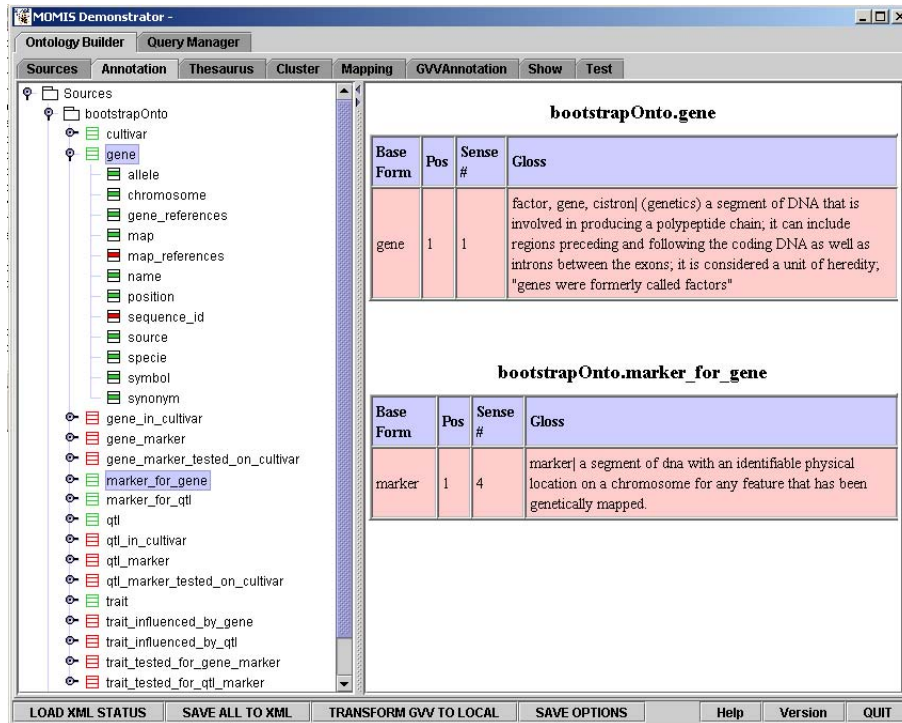 MOMIS Demonstrator -
Ontology Builder Query Manager
Sources Annotation Thesaurus Cluster Mapping GVVAnnotation Show Test
Sources
bootstrapOnto
cultivar
gene
allele
chromosome
gene_references
map
map_references
name
position
sequence_id
source
specie
symbol
synonym
gene_in_cultivar
gene_marker
gene_marker_tested_on_cultivar
marker_for_gene
marker_for_qtl
qtl
qtl_in_cultivar
qtl_marker
qtl_marker_tested_on_cultivar
trait
trait_influenced_by_gene
trait_influenced_by_qtl
trait_tested_for_gene_marker
trait_tested_for_qtl_marker
bootstrapOnto.gene
Base Form Pos Sense # Gloss
gene 1 1
factor, gene, cistron| (genetics) a segment of DNA that is
involved in producing a polypeptide chain; it can include
regions preceding and following the coding DNA as well as
introns between the exons; it is considered a unit of heredity;
"genes were formerly called factors"
bootstrapOnto.marker_for_gene
Base Form Pos Sense # Gloss
marker 1 4
marker| a segment of dna with an identifiable physical
location on a chromosome for any feature that has been
genetically mapped.
LOAD XML STATUS SAVE ALL TO XML TRANSFORM GVV TO LOCAL SAVE OPTIONS Help Version QUIT